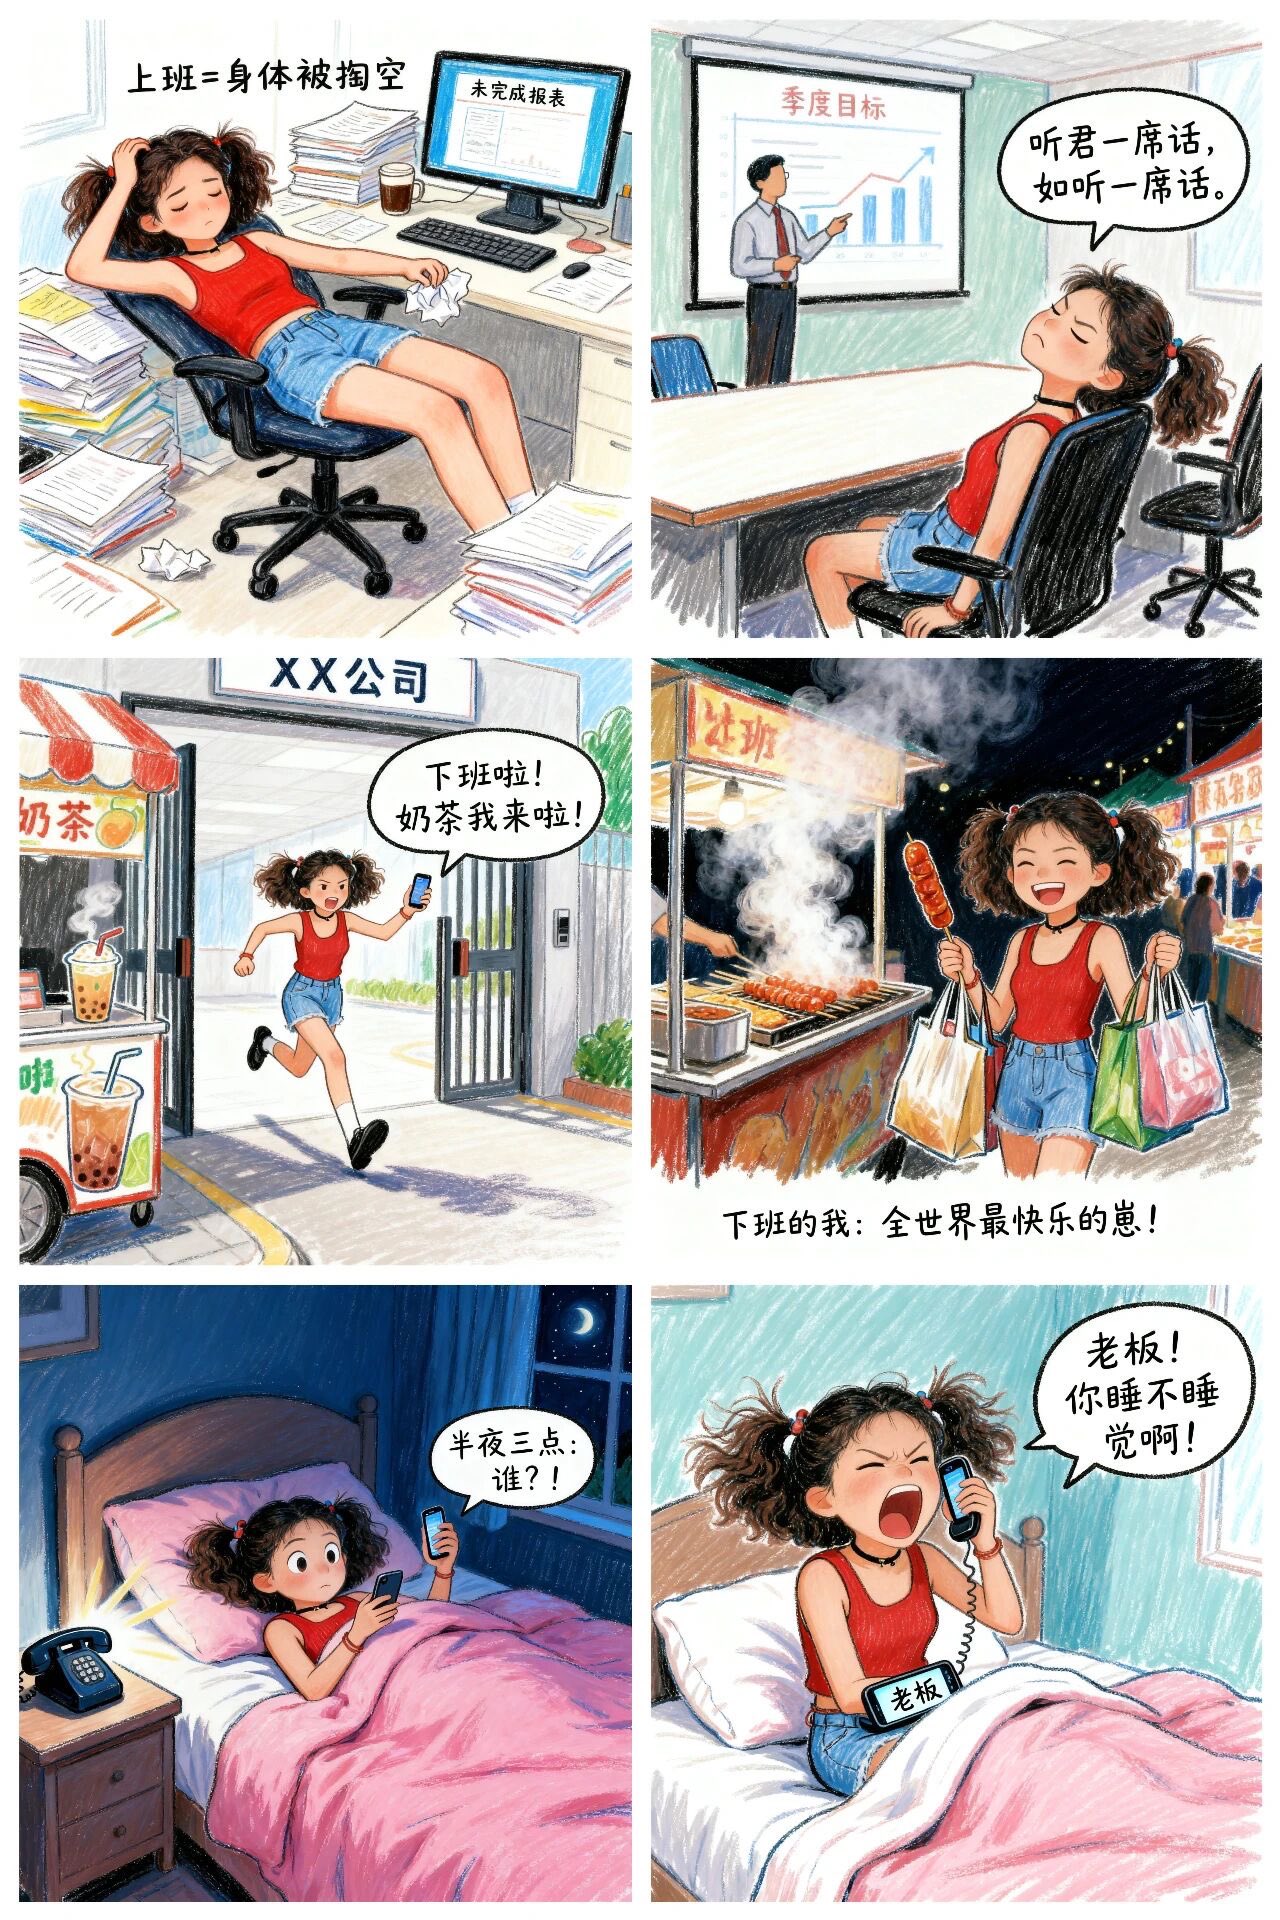 上班=身体被掏空
未完成报表
季度目标
听君一席话，
如听一席话。
XX公司
下班啦！
奶茶我来啦！
奶茶
啦
班
下班的我：全世界最快乐的崽！
半夜三点：
谁？！
老板！
你睡不睡
觉啊！
老板